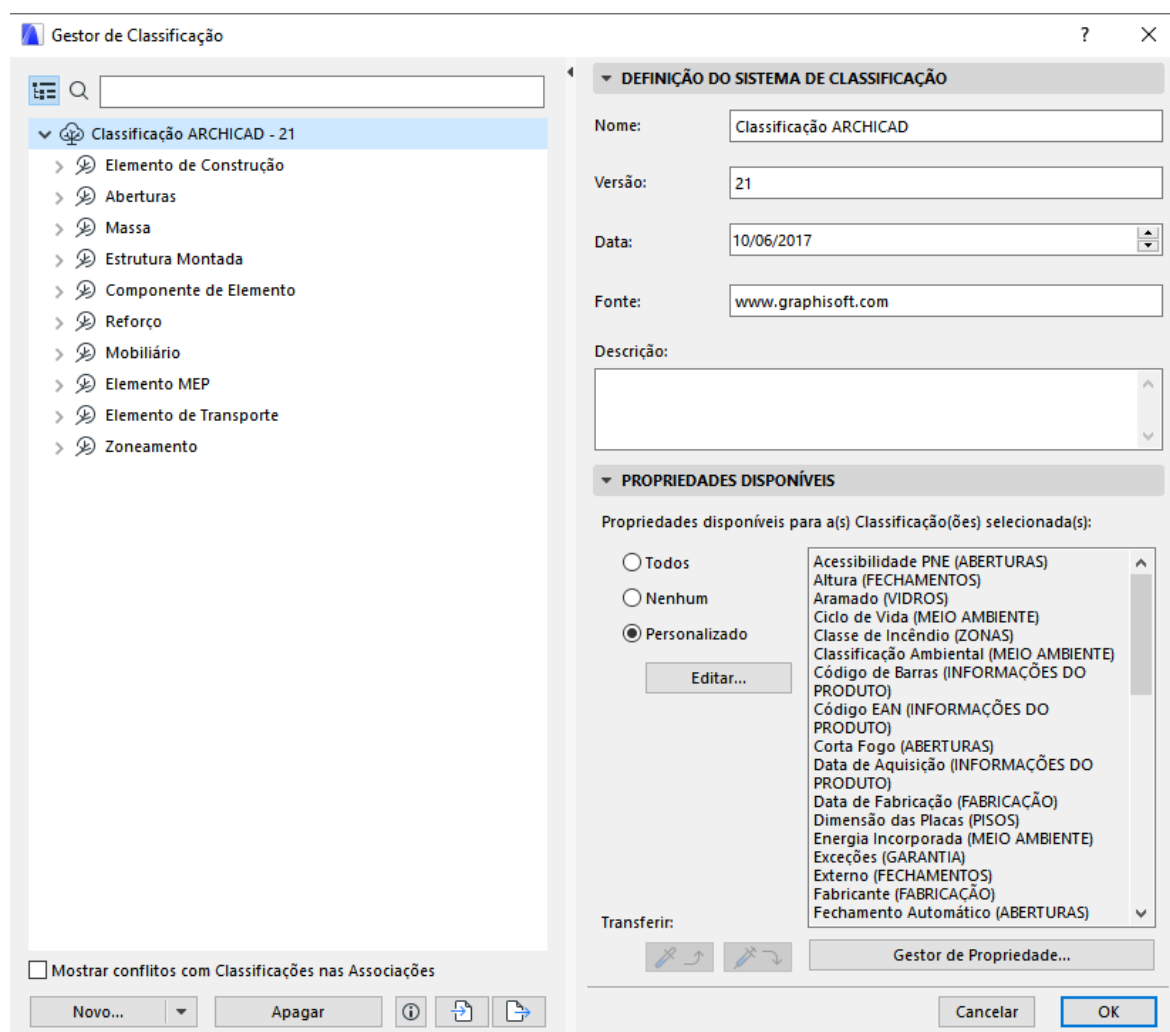 Gestor de Classificação
?
Classificação ARCHICAD - 21
Elemento de Construção
Aberturas
Massa
Estrutura Montada
Componente de Elemento
Reforço
Mobiliário
Elemento MEP
Elemento de Transporte
Zoneamento
Mostrar conflitos com Classificações nas Associações
Novo...
Apagar
DEFINIÇÃO DO SISTEMA DE CLASSIFICAÇÃO
Nome:
Classificação ARCHICAD
Versão:
21
Data:
10/06/2017
Fonte:
www.graphisoft.com
Descrição:
PROPRIEDADES DISPONÍVEIS
Propriedades disponíveis para a(s) Classificação(ões) selecionada(s):
Todos
Nenhum
Personalizado
Editar...
Acessibilidade PNE (ABERTURAS)
Altura (FECHAMENTOS)
Aramado (VIDROS)
Ciclo de Vida (MEIO AMBIENTE)
Classe de Incêndio (ZONAS)
Classificação Ambiental (MEIO AMBIENTE)
Código de Barras (INFORMAÇÕES DO
PRODUTO)
Código EAN (INFORMAÇÕES DO
PRODUTO)
Corta Fogo (ABERTURAS)
Data de Aquisição (INFORMAÇÕES DO
PRODUTO)
Data de Fabricação (FABRICAÇÃO)
Dimensão das Placas (PISOS)
Energia Incorporada (MEIO AMBIENTE)
Exceções (GARANTIA)
Externo (FECHAMENTOS)
Fabricante (FABRICAÇÃO)
Fechamento Automático (ABERTURAS)
Transferir:
Gestor de Propriedade...
Cancelar
OK